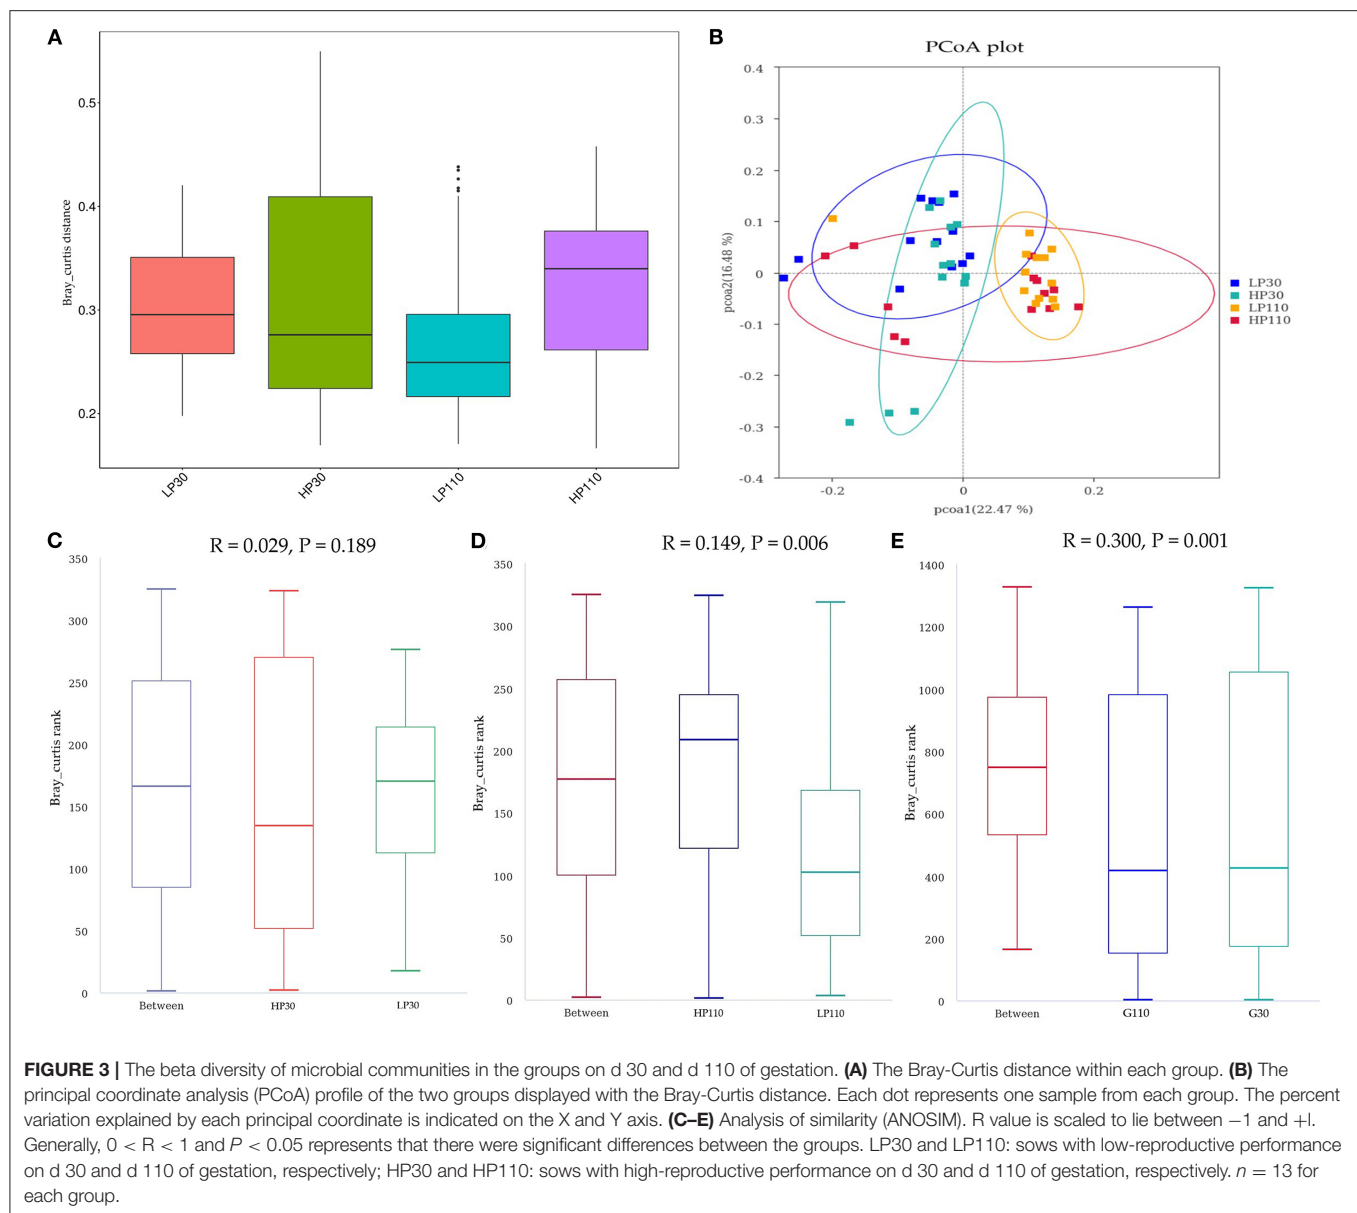 A
0.5
0.4
0.3
0.2
Bray_curtis distance
LP30
HP30
LP110
HP110
B
PCoA plot
0.4
0.3
0.2
0.1
0
-0.1
-0.2
-0.3
-0.4
pcoa2(16.48 %)
-0.2
0
0.2
pcoa1(22.47 %)
LP30
HP30
LP110
HP110
C
R = 0.029, P = 0.189
350
300
250
200
150
100
50
0
Bray_curtis rank
Between
HP30
LP30
D
R = 0.149, P = 0.006
350
300
250
200
150
100
50
0
Bray_curtis rank
Between
HP110
LP110
E
R = 0.300, P = 0.001
1400
1200
1000
800
600
400
200
0
Bray_curtis rank
Between
G110
G30
FIGURE 3 | The beta diversity of microbial communities in the groups on d 30 and d 110 of gestation. (A) The Bray-Curtis distance within each group. (B) The
principal coordinate analysis (PCoA) profile of the two groups displayed with the Bray-Curtis distance. Each dot represents one sample from each group. The percent
variation explained by each principal coordinate is indicated on the X and Y axis. (C–E) Analysis of similarity (ANOSIM). R value is scaled to lie between −1 and +l.
Generally, 0 < R < 1 and P < 0.05 represents that there were significant differences between the groups. LP30 and LP110: sows with low-reproductive performance
on d 30 and d 110 of gestation, respectively; HP30 and HP110: sows with high-reproductive performance on d 30 and d 110 of gestation, respectively. n = 13 for
each group.